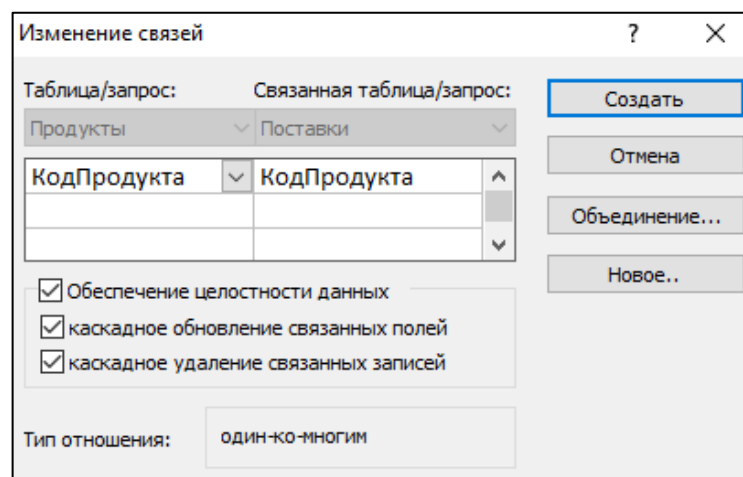 Изменение связей ?
Таблица/запрос: Связанная таблица/запрос:
Создать
Продукты Поставки
Отмена
КодПродукта КодПродукта
Объединение...
Новое..
Обеспечение целостности данных
каскадное обновление связанных полей
каскадное удаление связанных записей
Тип отношения: один-ко-многим